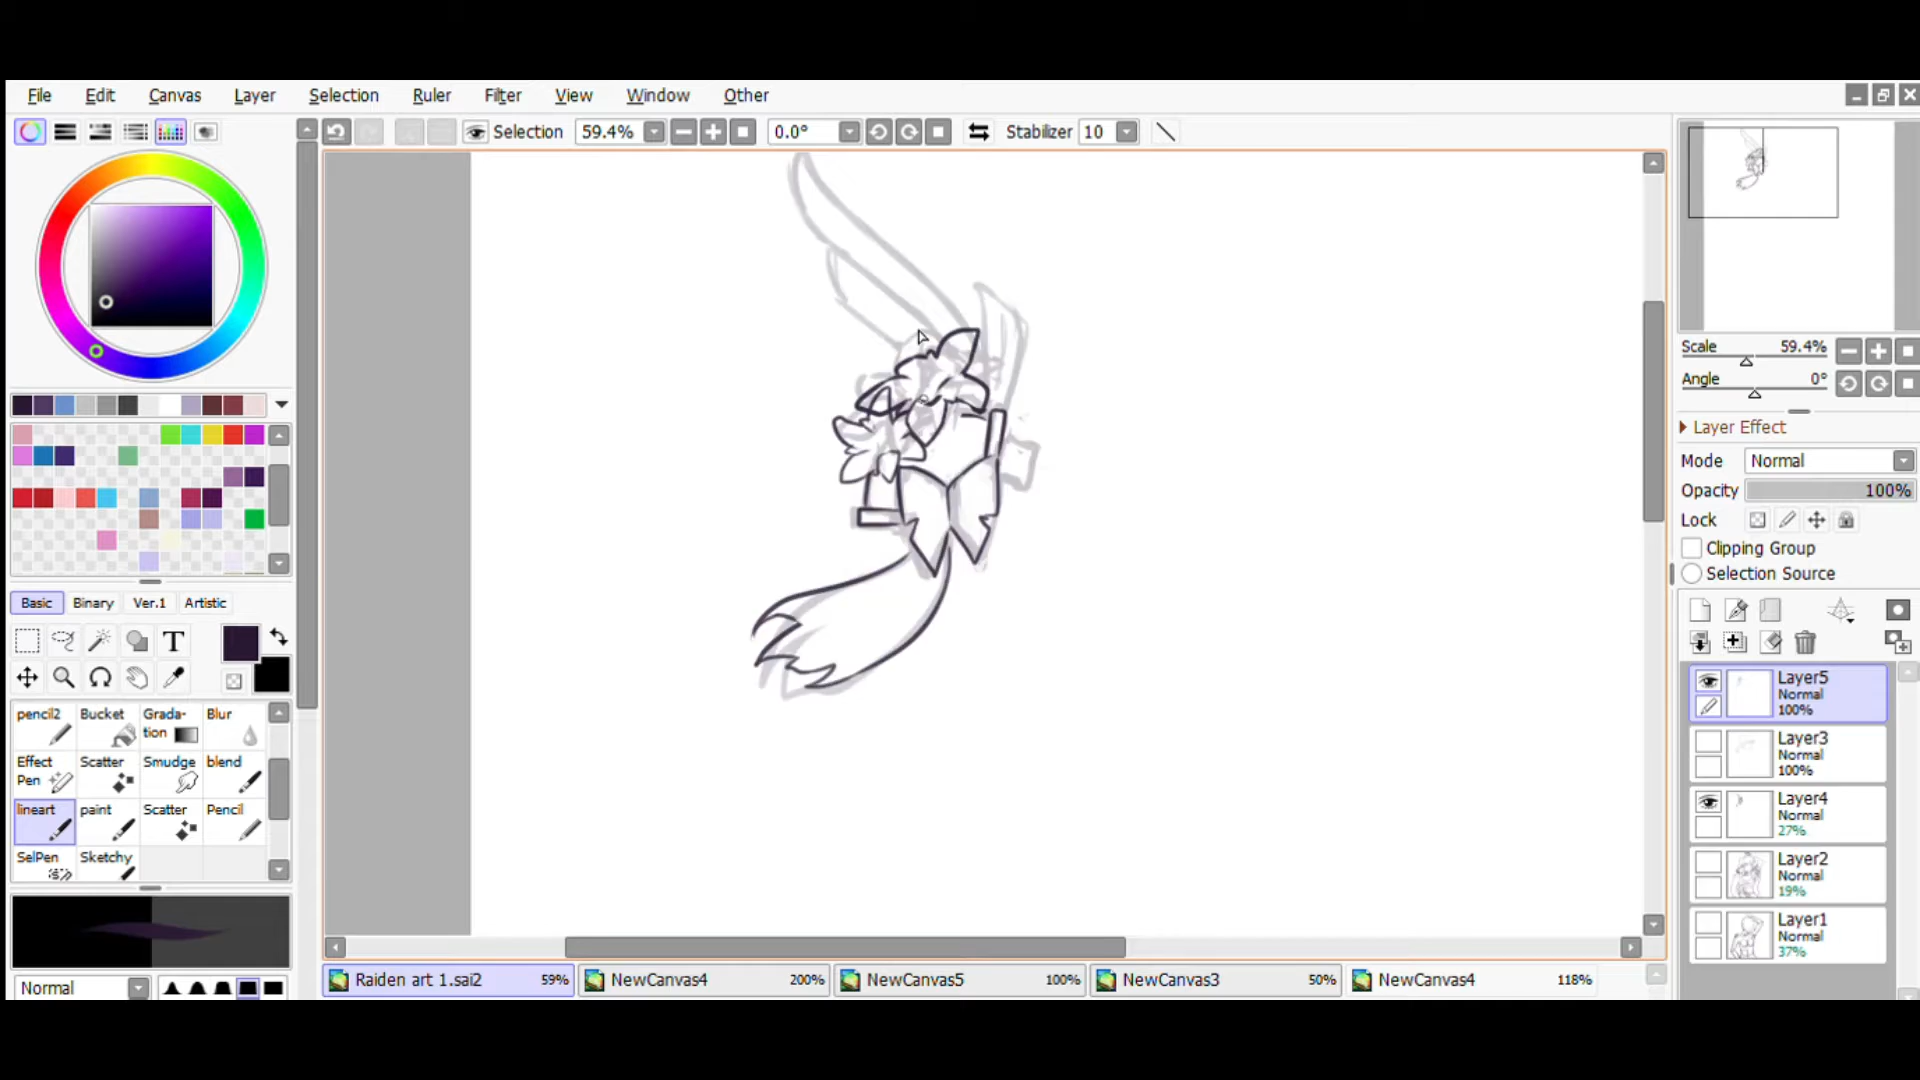 File Edit Canvas Layer Selection Ruler Filter View Window Other
Selection 59.4% 0.0° Stabilizer 10
Scale 59.4%
Angle 0°
Layer Effect
Mode Normal
Opacity 100%
Lock
Clipping Group
Selection Source
Basic Binary Ver.1 Artistic
T
pencil2 Bucket Grada-
tion Blur
Effect
Pen Scatter Smudge blend
lineart paint Scatter Pencil
SelPen Sketchy
Normal
Layer5
Normal
100%
Layer3
Normal
100%
Layer4
Normal
27%
Layer2
Normal
19%
Layer1
Normal
37%
Raiden art 1.sai2 59% NewCanvas4 200% NewCanvas5 100% NewCanvas3 50% NewCanvas4 118%